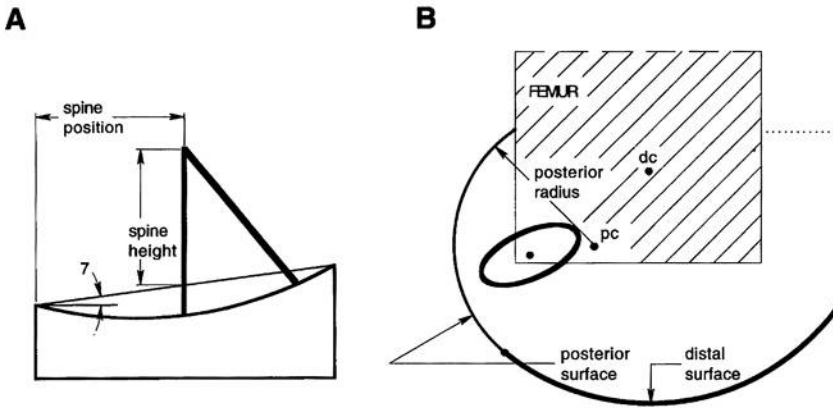 A
spine
position
spine
height
7
B
FEMUR
dc
posterior
radius
pc
posterior
surface
distal
surface